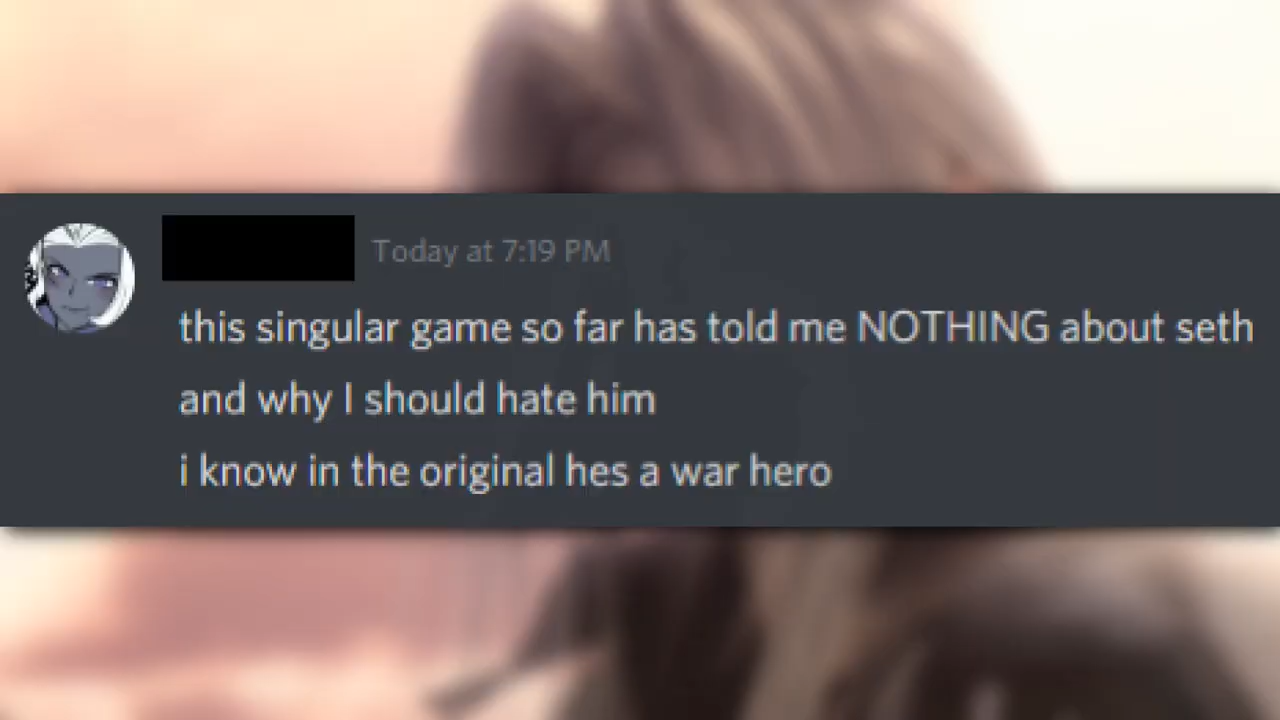 Today at 7:19 PM
this singular game so far has told me NOTHING about seth
and why I should hate him
i know in the original hes a war hero